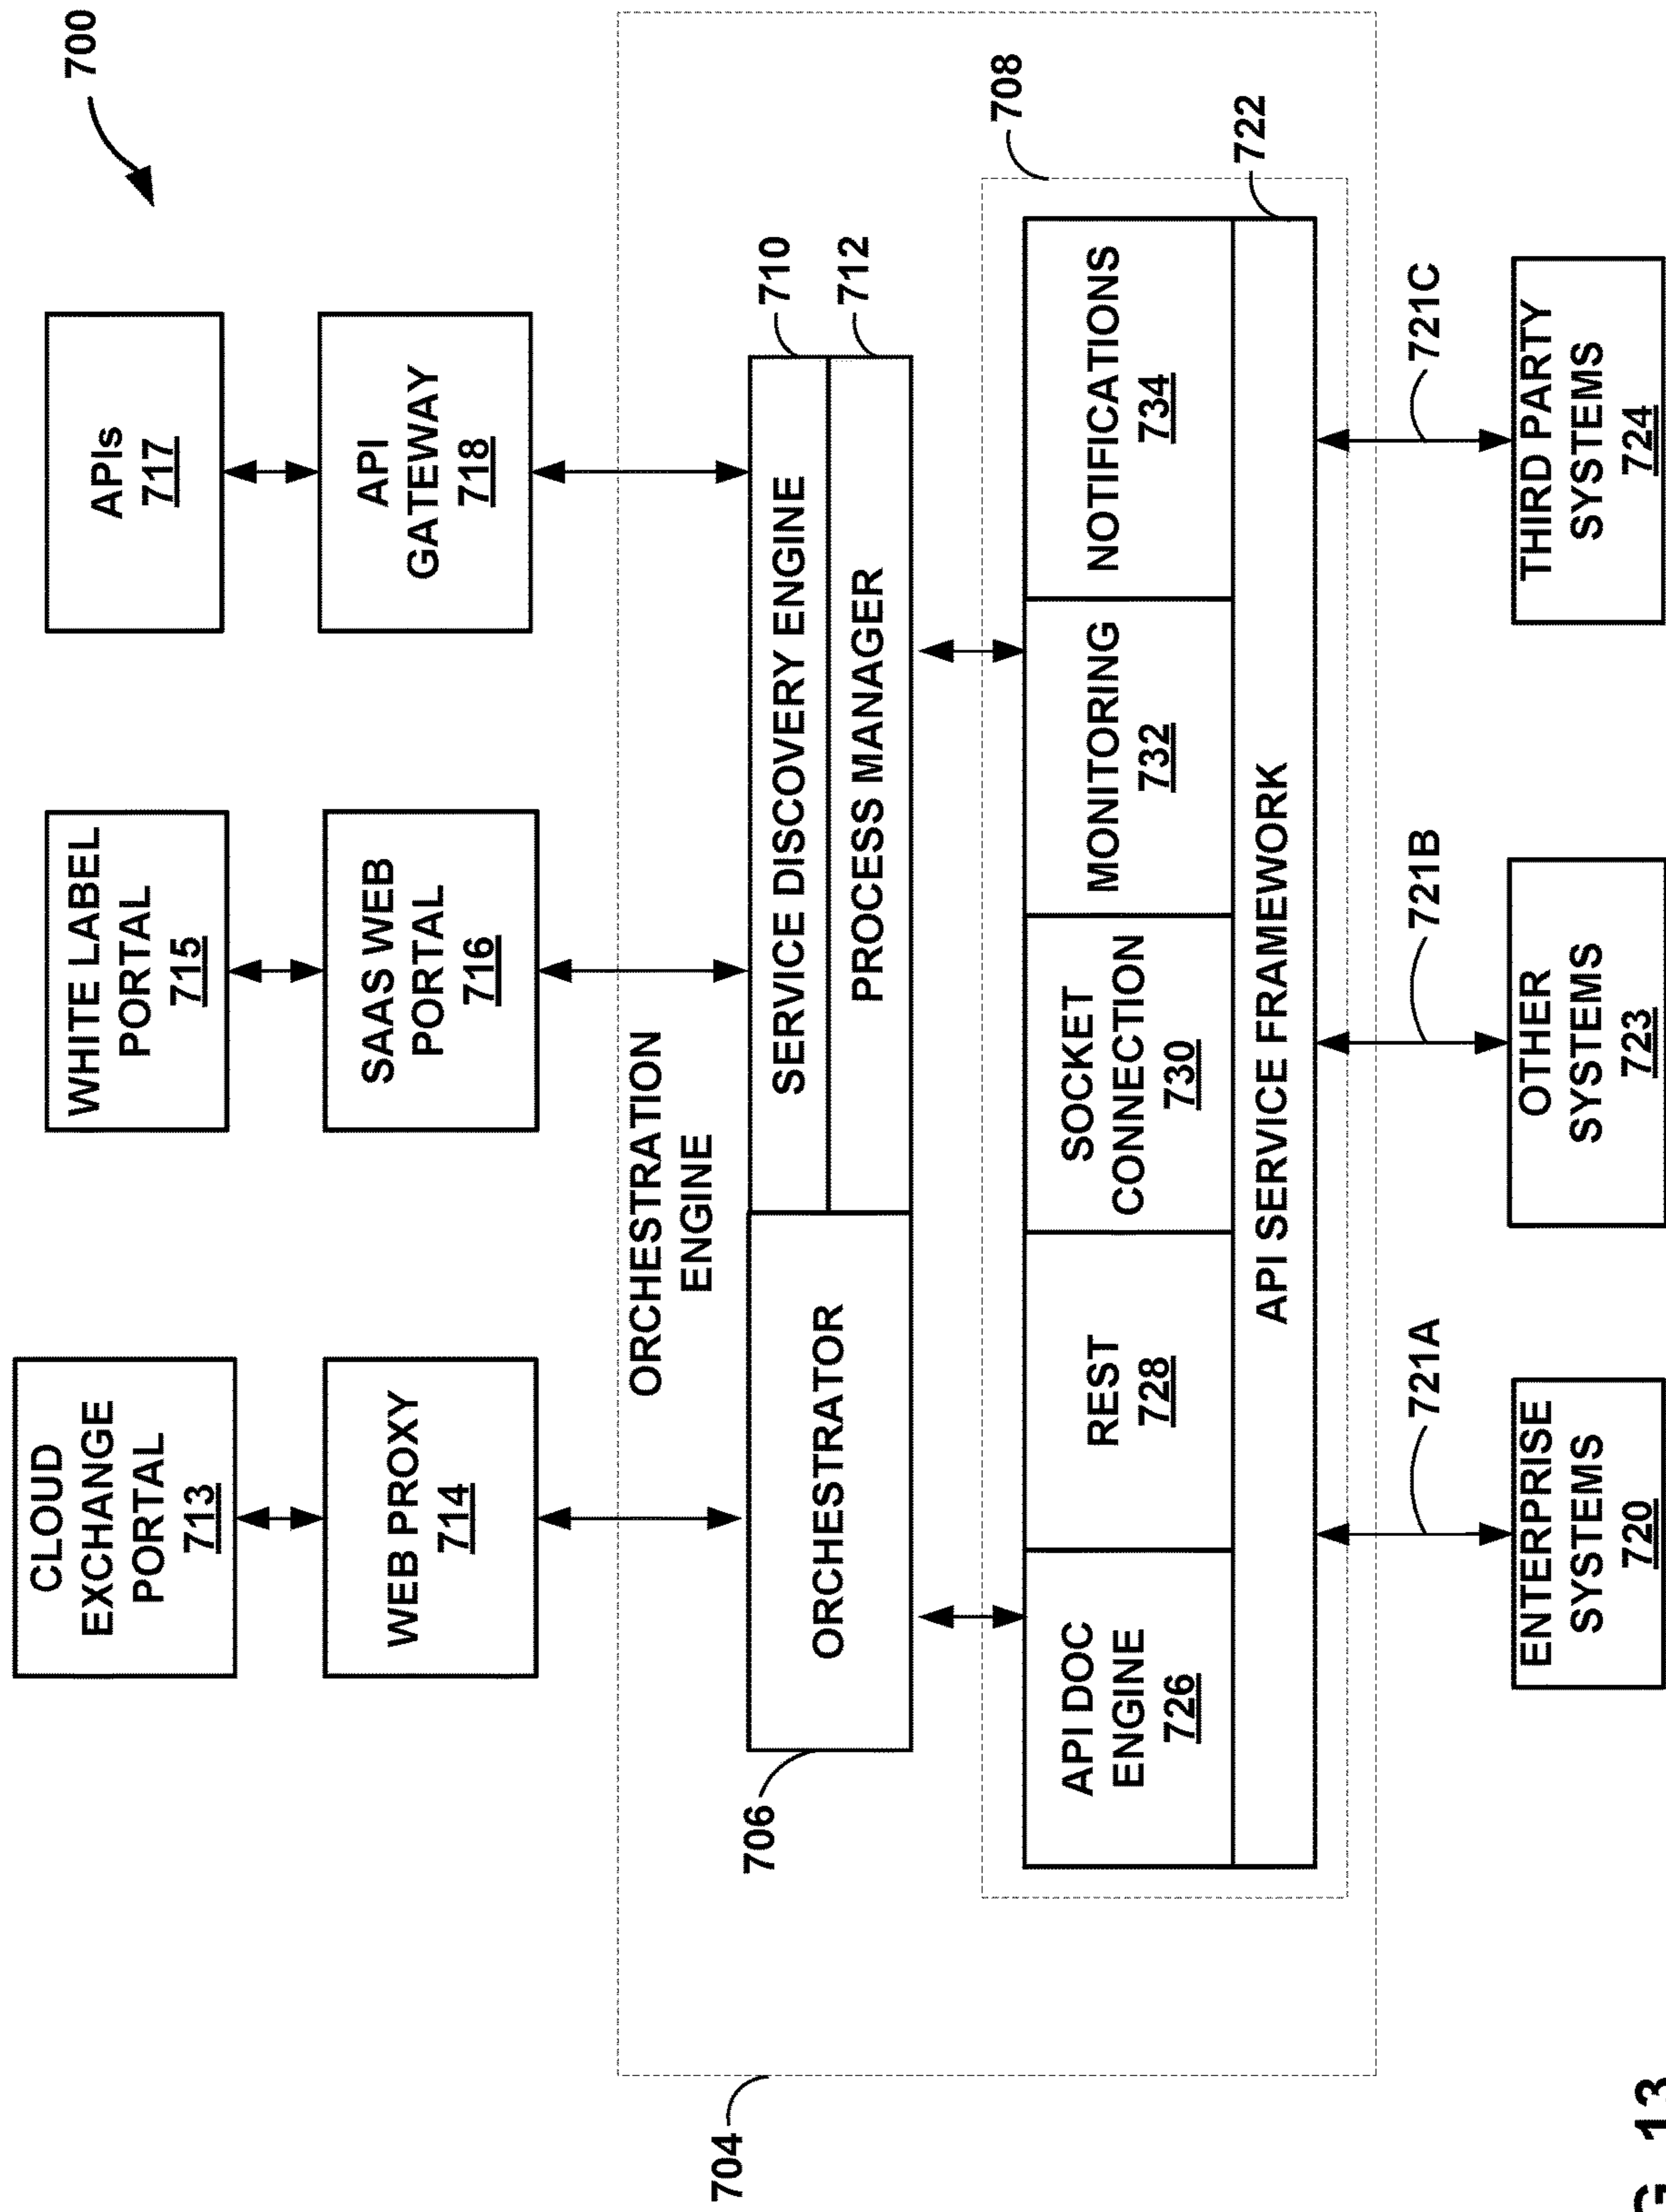 700
CLOUD
EXCHANGE
PORTAL
713
WHITE LABEL
PORTAL
715
APIs
717
WEB PROXY
714
SAAS WEB
PORTAL
716
API
GATEWAY
718
ORCHESTRATION
ENGINE
704
706
ORCHESTRATOR
SERVICE DISCOVERY ENGINE
710
PROCESS MANAGER
712
708
API DOC
ENGINE
726
REST
728
SOCKET
CONNECTION
730
MONITORING
732
NOTIFICATIONS
734
API SERVICE FRAMEWORK
722
721A
721B
721C
ENTERPRISE
SYSTEMS
720
OTHER
SYSTEMS
723
THIRD PARTY
SYSTEMS
724
G 13